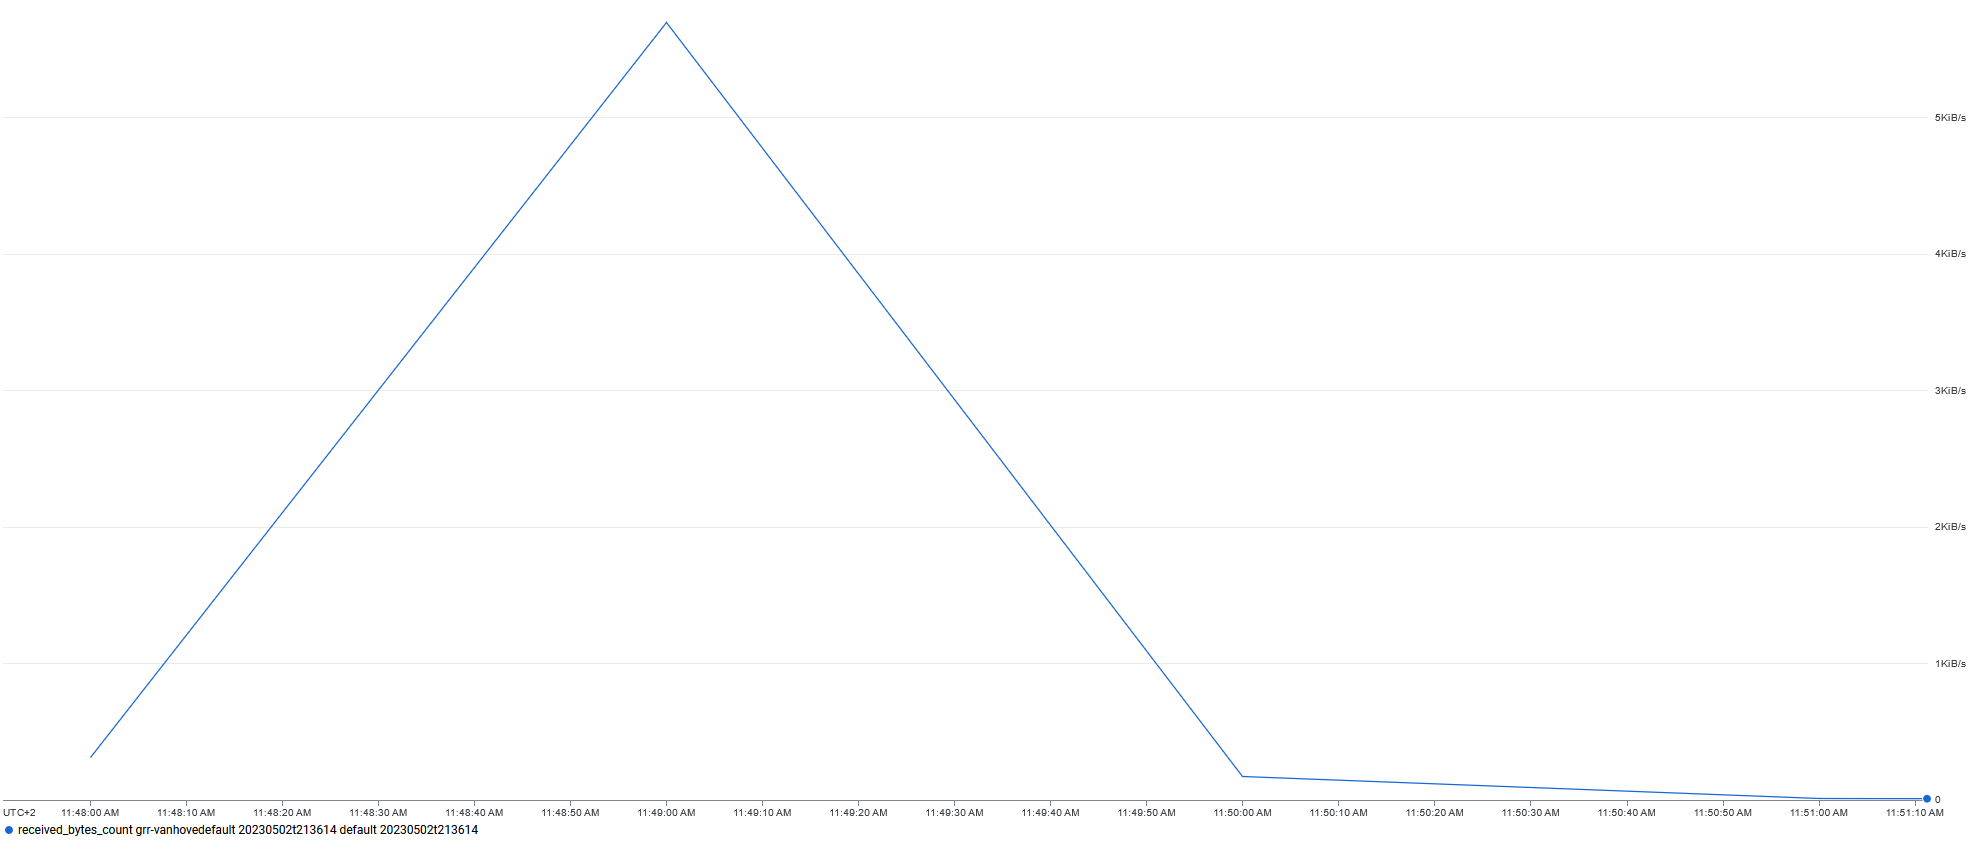 5KiB/s
4KiB/s
3KiB/s
2KiB/s
1KiB/s
0
UTC+2 11:48:00 AM 11:48:10 AM 11:48:20 AM 11:48:30 AM 11:48:40 AM 11:48:50 AM 11:49:00 AM 11:49:10 AM 11:49:20 AM 11:49:30 AM 11:49:40 AM 11:49:50 AM 11:50:00 AM 11:50:10 AM 11:50:20 AM 11:50:30 AM 11:50:40 AM 11:50:50 AM 11:51:00 AM 11:51:10 AM
received_bytes_count grr-vanhovedefault 20230502t213614 default 20230502t213614